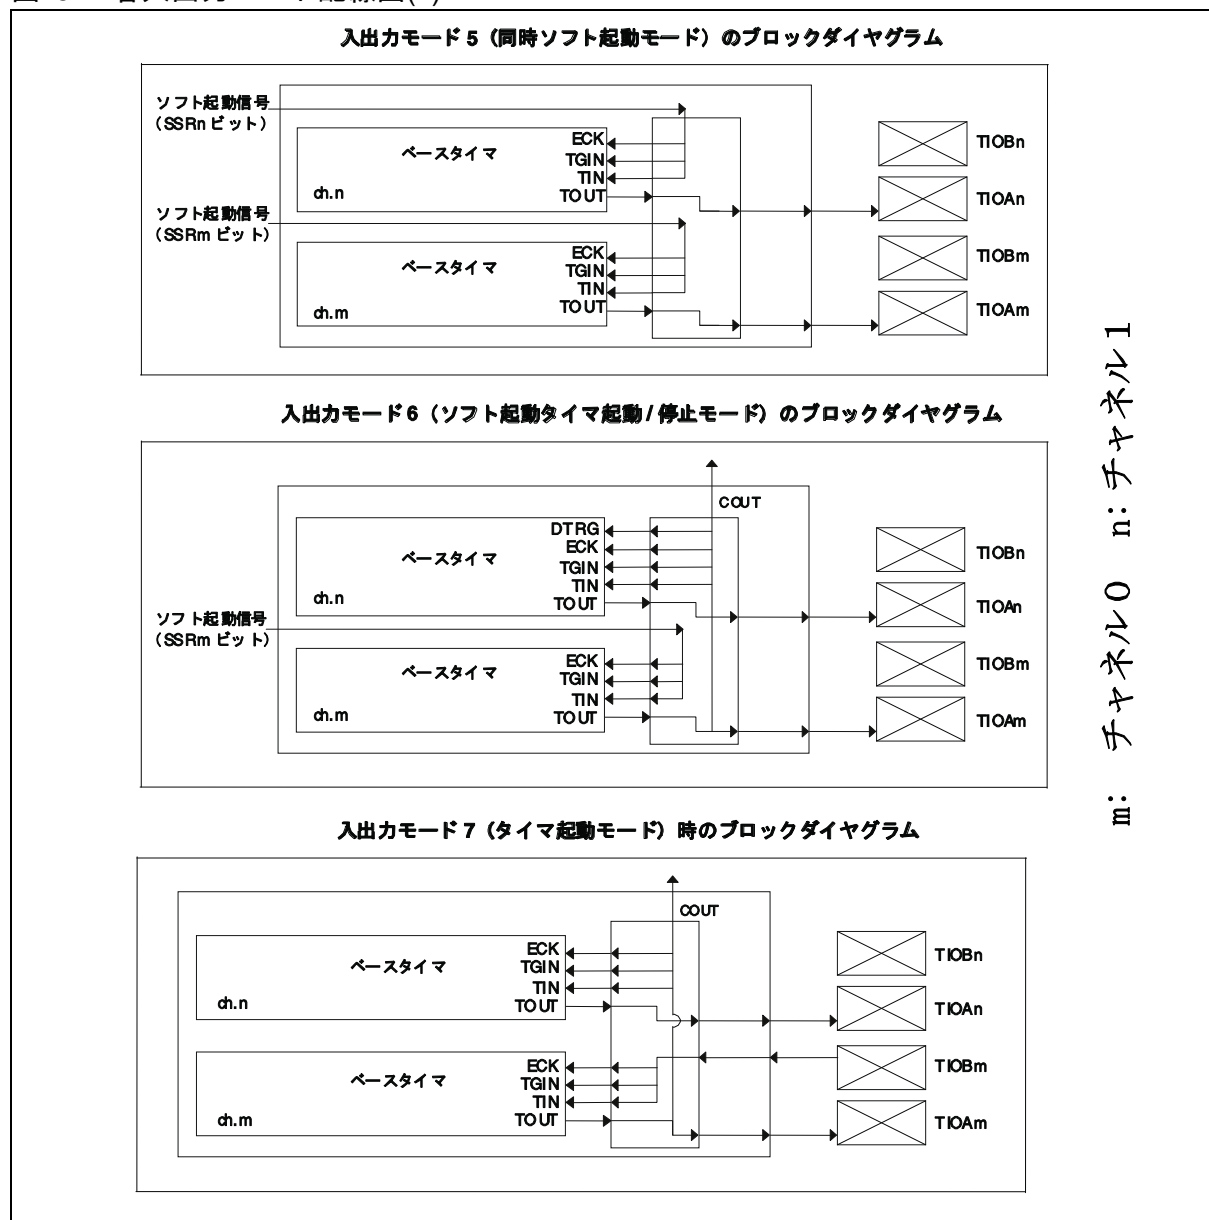 入出力モード5（同時ソフト起動モード）のブロックダイヤグラム
ソフト起動信号
（SSRnビット）
ベースタイマ
ch.n
ECK
TGIN
TIN
TOUT
ソフト起動信号
（SSRmビット）
ベースタイマ
ch.m
ECK
TGIN
TIN
TOUT
TIOBn
TIOAn
TIOBm
TIOAm
入出力モード6（ソフト起動タイマ起動/停止モード）のブロックダイヤグラム
COUT
ベースタイマ
ch.n
DTRG
ECK
TGIN
TIN
TOUT
ソフト起動信号
（SSRmビット）
ベースタイマ
ch.m
ECK
TGIN
TIN
TOUT
TIOBn
TIOAn
TIOBm
TIOAm
入出力モード7（タイマ起動モード）時のブロックダイヤグラム
COUT
ベースタイマ
ch.n
ECK
TGIN
TIN
TOUT
ベースタイマ
ch.m
ECK
TGIN
TIN
TOUT
TIOBn
TIOAn
TIOBm
TIOAm
m: チャネル0 n: チャネル1